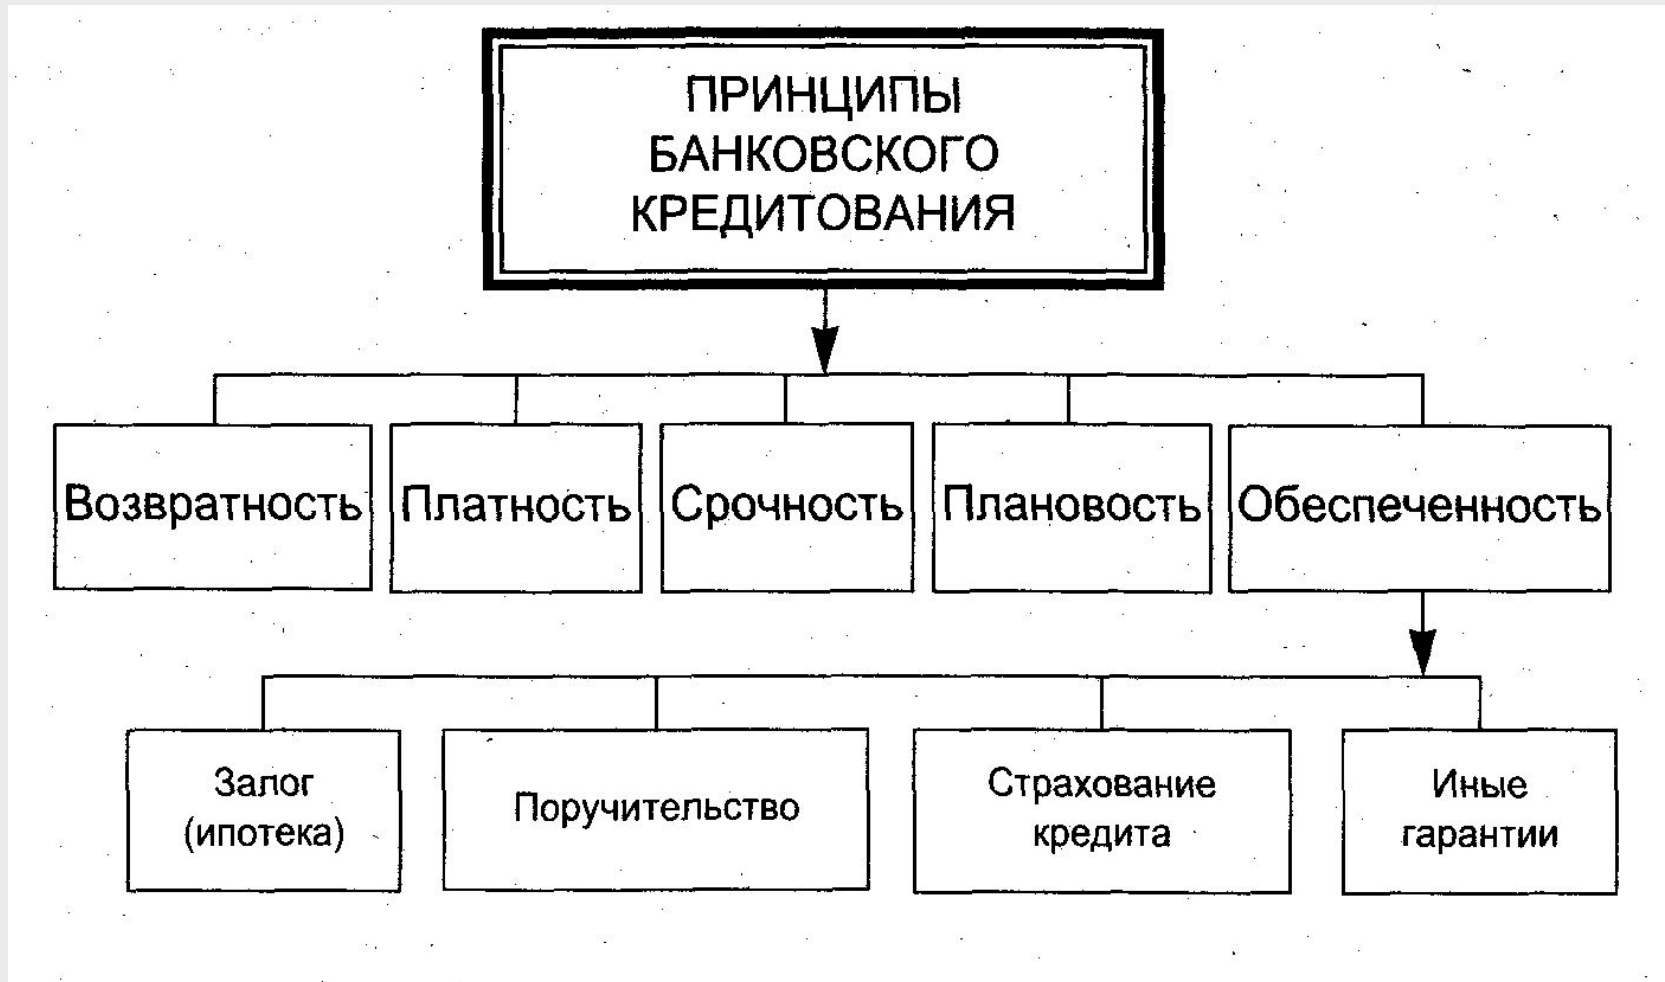 ПРИНЦИПЫ
БАНКОВСКОГО
КРЕДИТОВАНИЯ
Возвратность
Платность
Срочность
Плановость
Обеспеченность
Залог
(ипотека)
Поручительство
Страхование
кредита
Иные
гарантии